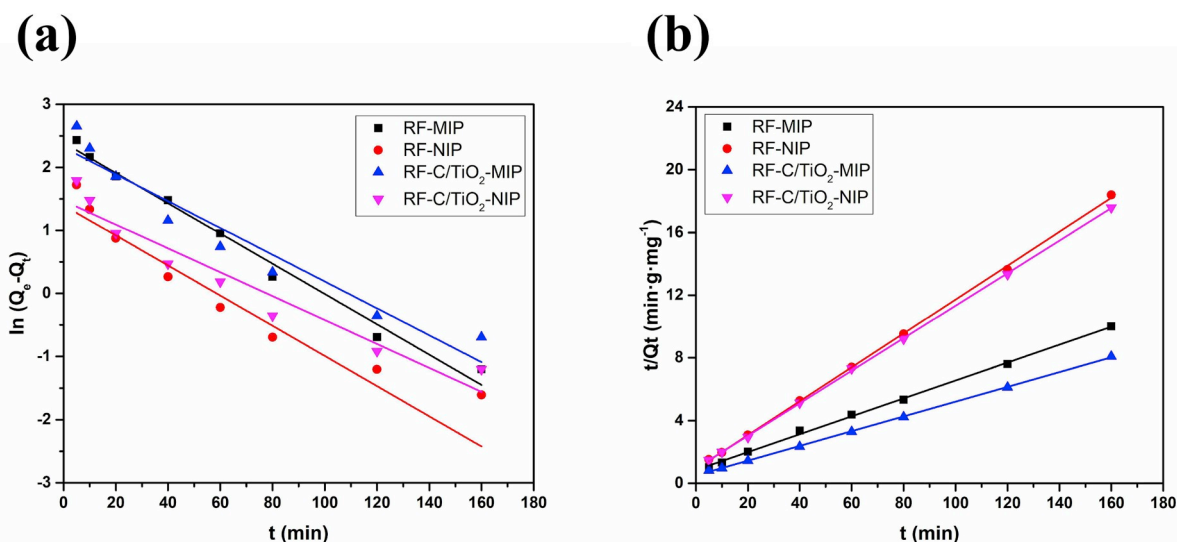 (a)
3
2
1
0
-1
-2
-3
ln (Qₑ-Qₜ)
RF-MIP
RF-NIP
RF-C/TiO₂-MIP
RF-C/TiO₂-NIP
0 20 40 60 80 100 120 140 160 180
t (min)
(b)
24
20
16
12
8
4
0
t/Qt (min·g·mg⁻¹)
RF-MIP
RF-NIP
RF-C/TiO₂-MIP
RF-C/TiO₂-NIP
0 20 40 60 80 100 120 140 160 180
t (min)